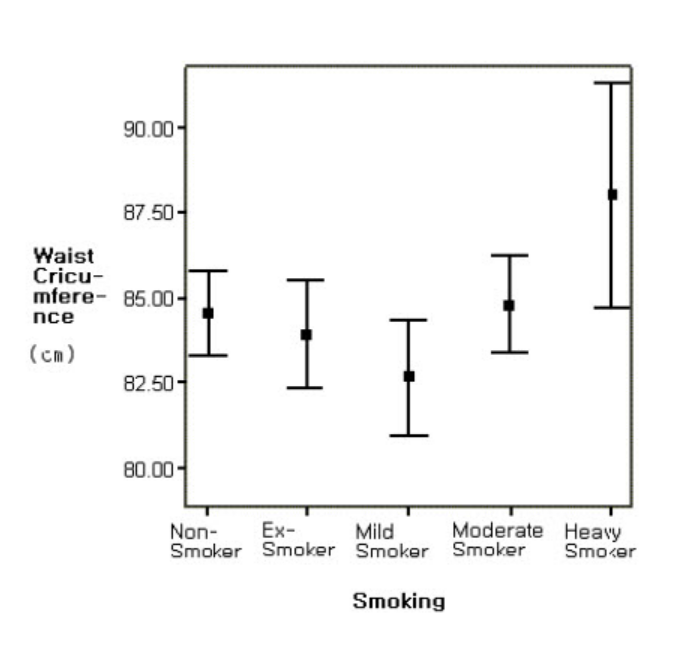 90.00
87.50
85.00
82.50
80.00
Waist
Cricu-
mfere-
nce
(cm)
Non-
Smoker
Ex-
Smoker
Mild
Smoker
Moderate
Smoker
Heavy
Smoker
Smoking